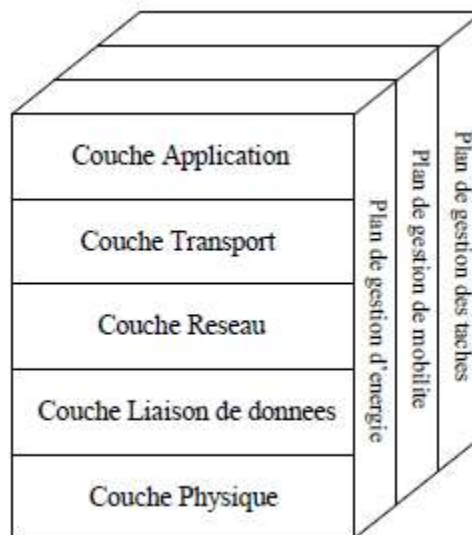 Couche Application
Couche Transport
Couche Reseau
Couche Liaison de donnees
Couche Physique
Plan de gestion d'energie
Plan de gestion de mobilite
Plan de gestion des taches